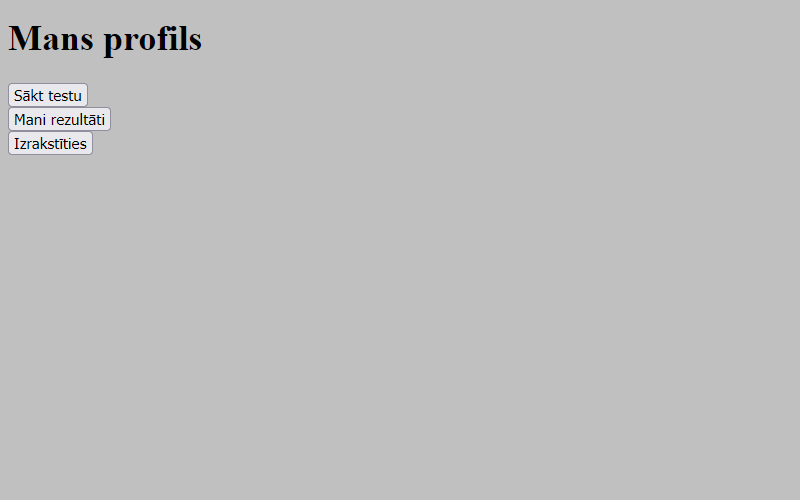 Mans profils
Sākt testu
Mani rezultāti
Izrakstīties